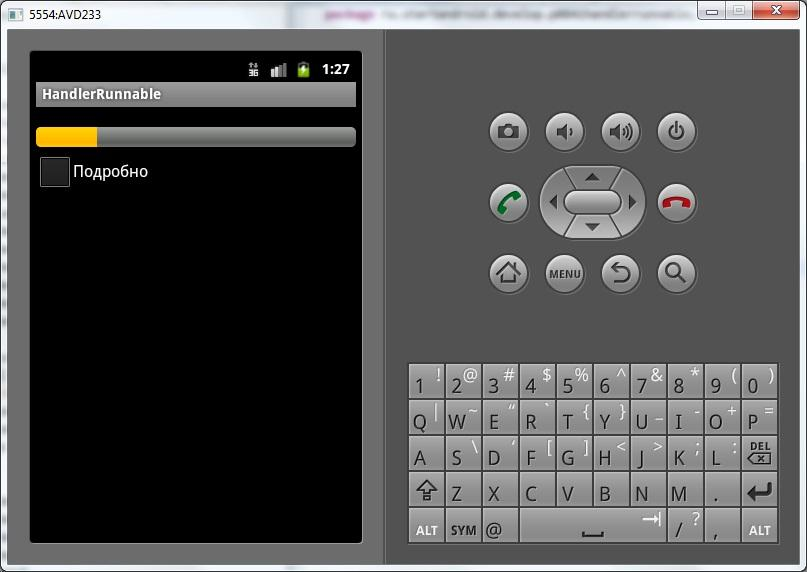 5554:AVD233
3G 1:27
HandlerRunnable
Подробно
MENU
1 ! 2 @ 3 # 4 $ 5 % 6 ^ 7 & 8 * 9 ( 0 )
Q | W ~ E “ R ` T { Y } U _ I - O + P =
A S \ D ‘ F [ G ] H < J > K ; L : DEL
Z X C V B N M .
ALT SYM @ / ? , ALT